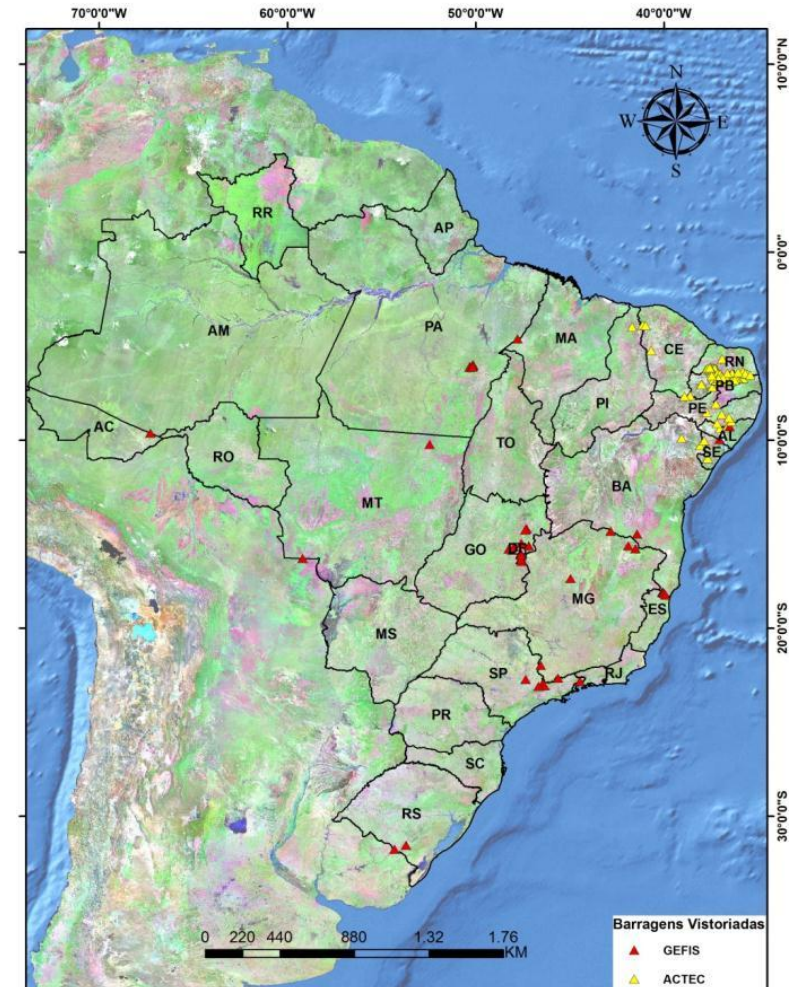 70°0'0"W 60°0'0"W 50°0'0"W 40°0'0"W
10°0'0"N
N
W E
S
RR
AP
0°0'0"
AM
PA
MA
CE
RN
PB
PI
PE
AC
TO
AL
SE
10°0'0"S
RO
BA
MT
GO
DF
MG
ES
MS
20°0'0"S
SP
RJ
PR
SC
RS
30°0'0"S
0 220 440 880 1.32 1.76
KM
Barragens Vistoriadas
GEFIS
ACTEC